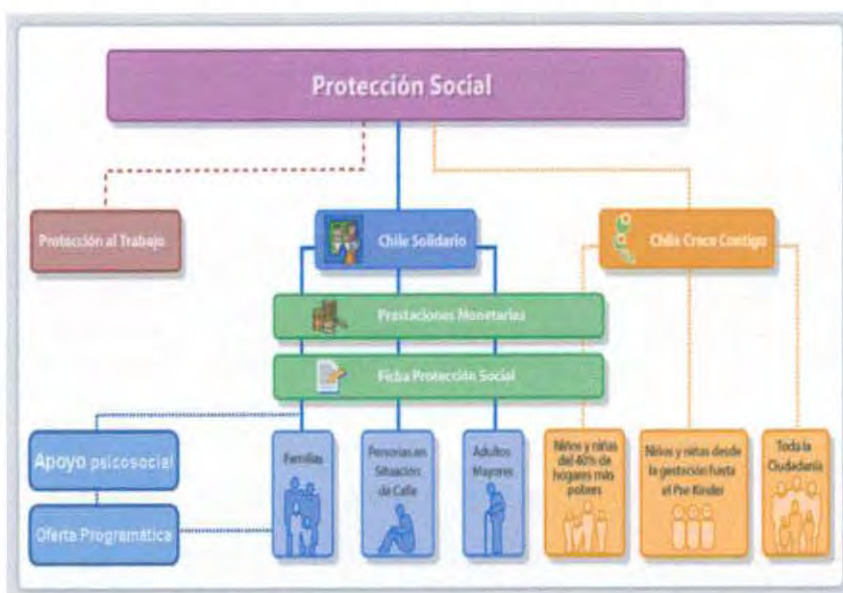 Protección Social
Protección al Trabajo
Chile Solidario
Chile Crece Contigo
Prestaciones Monetarias
Ficha Protección Social
Apoyo psicosocial
Oferta Programática
Familias
Personas en
Situación
de Calle
Adultos
Mayores
Niños y niñas
del 40% de
hogares más
pobres
Niños y niñas desde
la gestación hasta
el Pre Kinder
Toda la
Ciudadanía